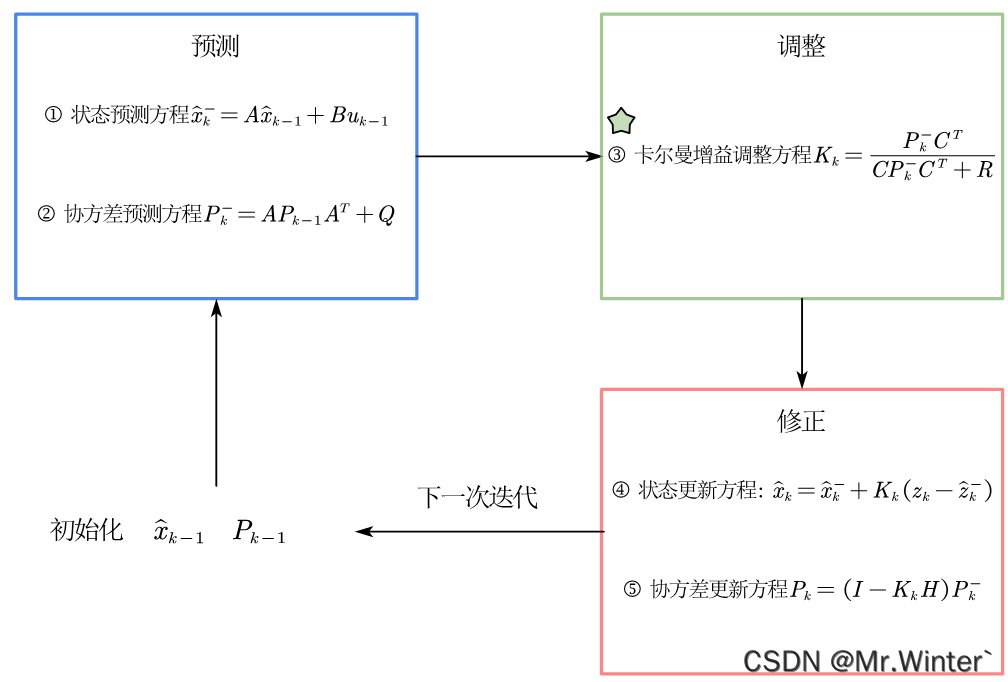 预测
① 状态预测方程 $\hat{x}_k^- = A\hat{x}_{k-1} + Bu_{k-1}$
② 协方差预测方程 $P_k^- = AP_{k-1}A^T + Q$
调整
③ 卡尔曼增益调整方程 $K_k = \frac{P_k^- C^T}{CP_k^- C^T + R}$
修正
④ 状态更新方程: $\hat{x}_k = \hat{x}_k^- + K_k(z_k - \hat{z}_k^-)$
⑤ 协方差更新方程 $P_k = (I - K_k H)P_k^-$
下一次迭代
初始化 $\hat{x}_{k-1}$ $P_{k-1}$
CSDN @Mr.Winter`